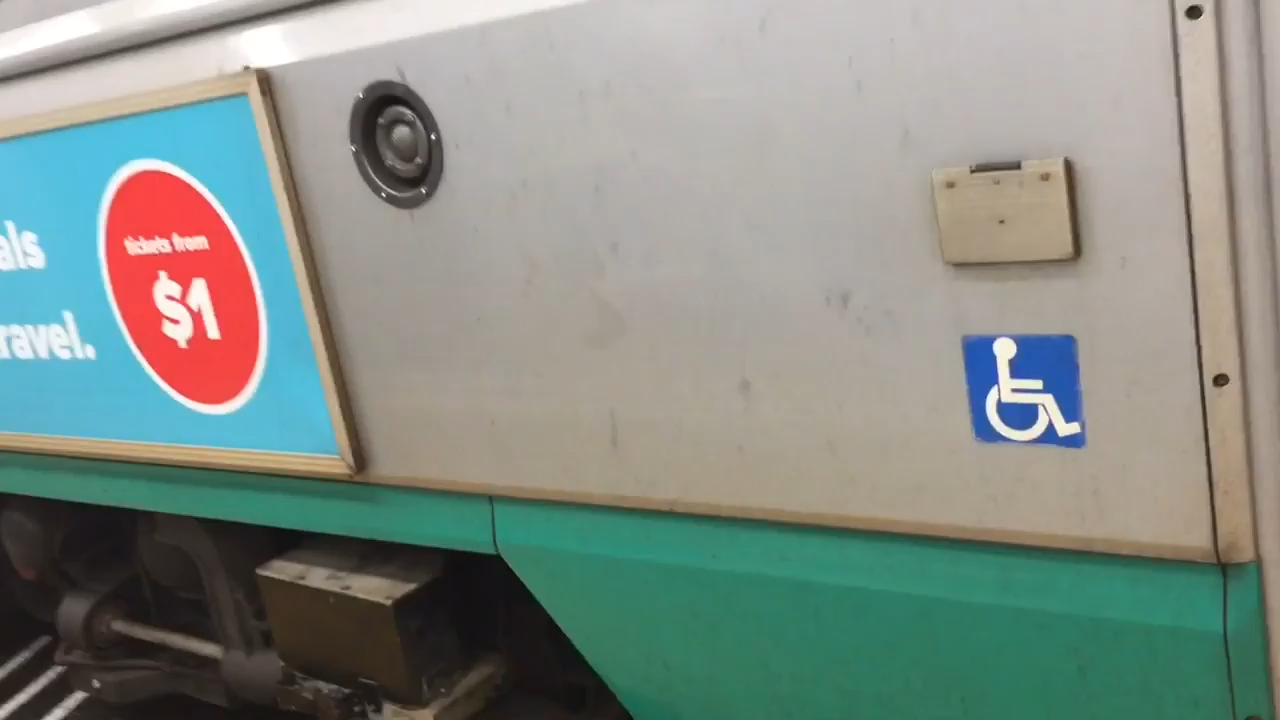 als
ravel.
tickets from
$1